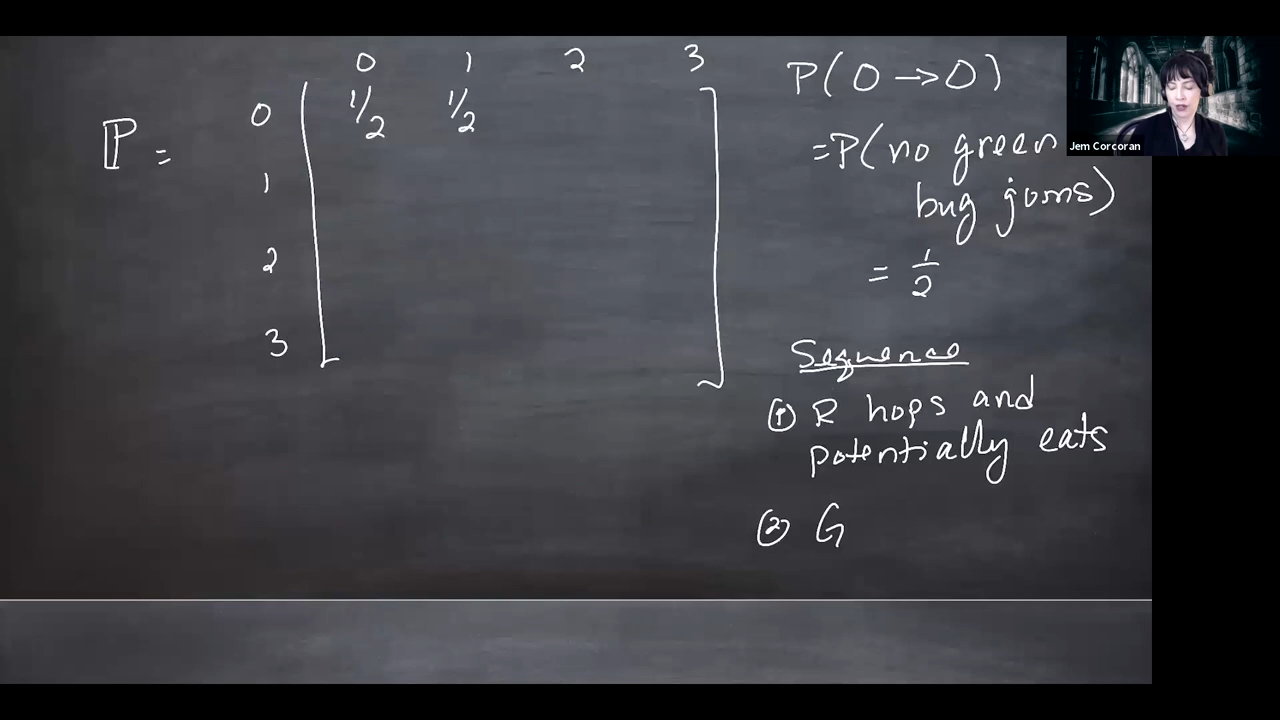 0 1 2 3
ℙ = 0 1/2 1/2
1
2
3
P(0→0)
=P(no green
bug joins)
= 1/2
Sequence
① R hops and
potentially eats
② G
Jem Corcoran